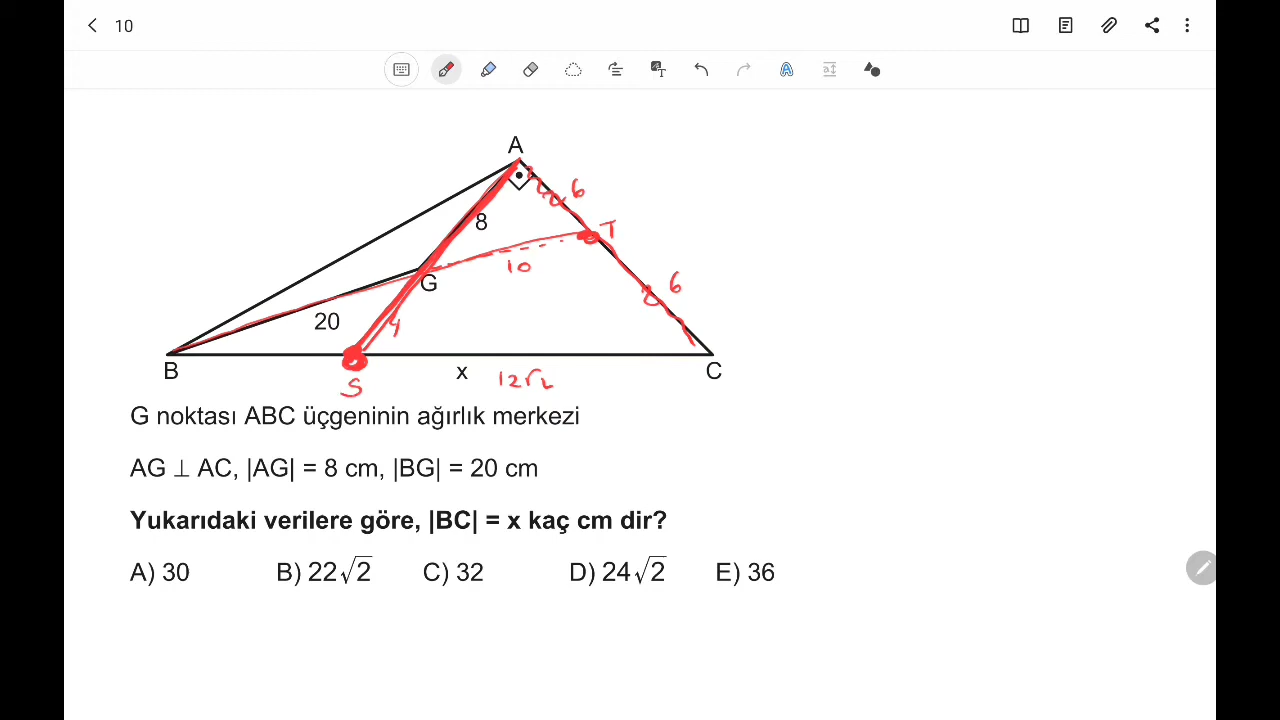 10
A
6
8
T
10
G
6
20
4
B
S
x
12√2
C
G noktası ABC üçgeninin ağırlık merkezi
AG ⊥ AC, |AG| = 8 cm, |BG| = 20 cm
Yukarıdaki verilere göre, |BC| = x kaç cm dir?
A) 30 B) 22√2 C) 32 D) 24√2 E) 36